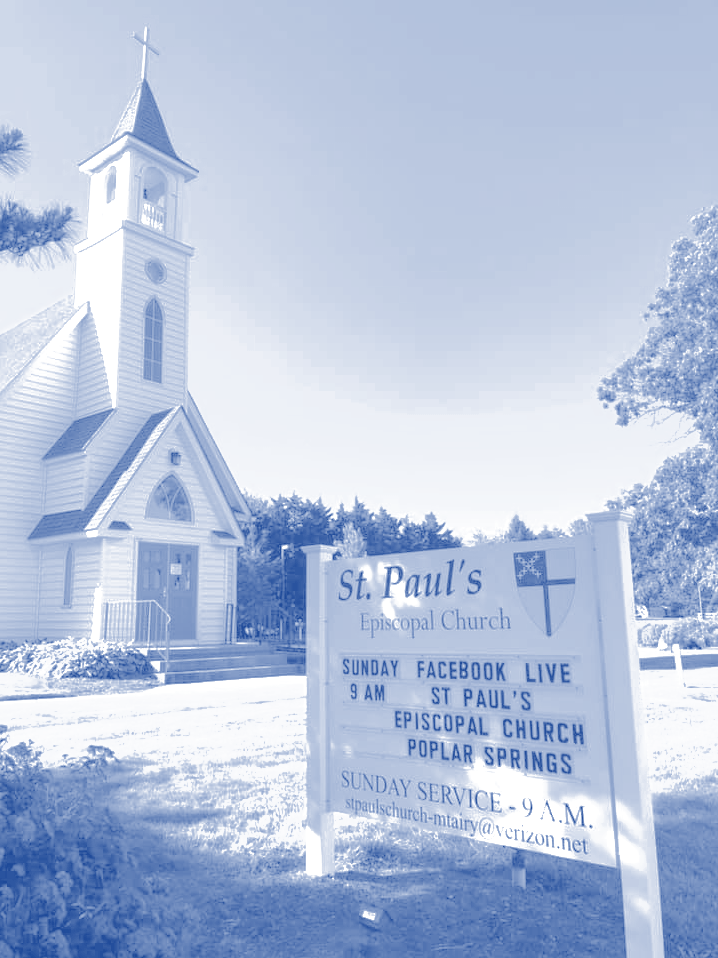 St. Paul's
Episcopal Church
SUNDAY FACEBOOK LIVE
9 AM ST PAUL'S
EPISCOPAL CHURCH
POPLAR SPRINGS
SUNDAY SERVICE - 9 A.M.
stpaulschurch-mtairy@verizon.net